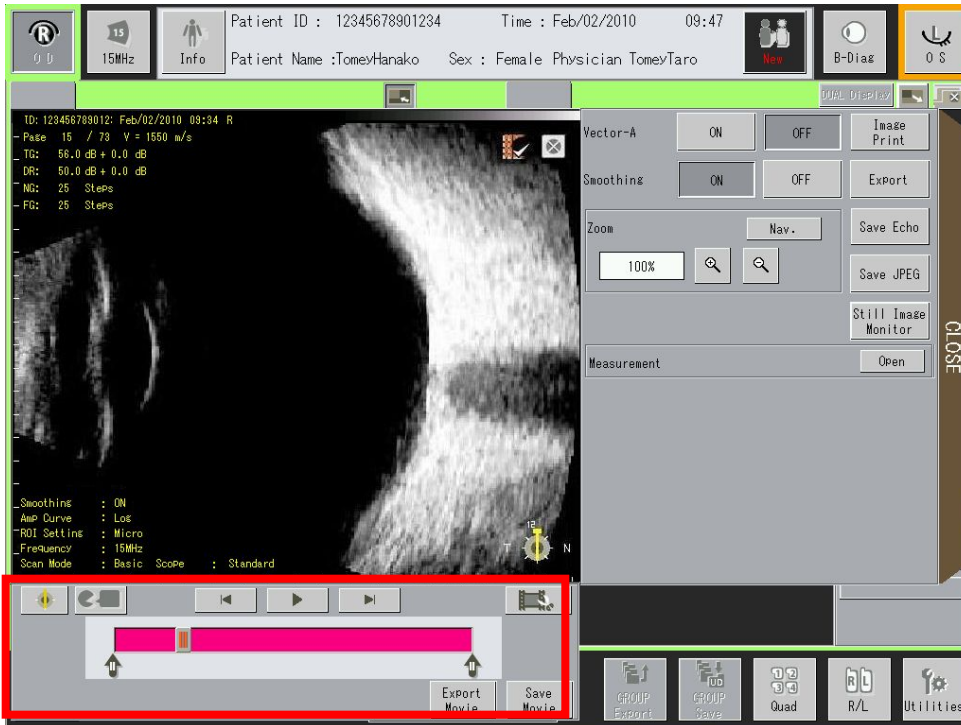 R
O D
15
15MHz
Info
Patient ID : 12345678901234 Time : Feb/02/2010 09:47
Patient Name :TomeyHanako Sex : Female Physician TomeyTaro
New
B-Diag
L
O S
DUAL Display
ID: 123456789012: Feb/02/2010 09:34 R
Page 15 / 73 V = 1550 m/s
TG: 56.0 dB + 0.0 dB
DR: 50.0 dB + 0.0 dB
NG: 25 Steps
FG: 25 Steps
Smoothing : ON
Amp Curve : Log
ROI Setting : Micro
Frequency : 15MHz
Scan Mode : Basic Scope : Standard
12
T N
Vector-A ON OFF Image Print
Smoothing ON OFF Export
Zoom Nav. Save Echo
100% Save JPEG
Still Image Monitor
Measurement Open
CLOSE
Export Movie
Save Movie
GROUP Export
GROUP Save
UD
1 2
3 4
Quad
R L
R/L
Utilities